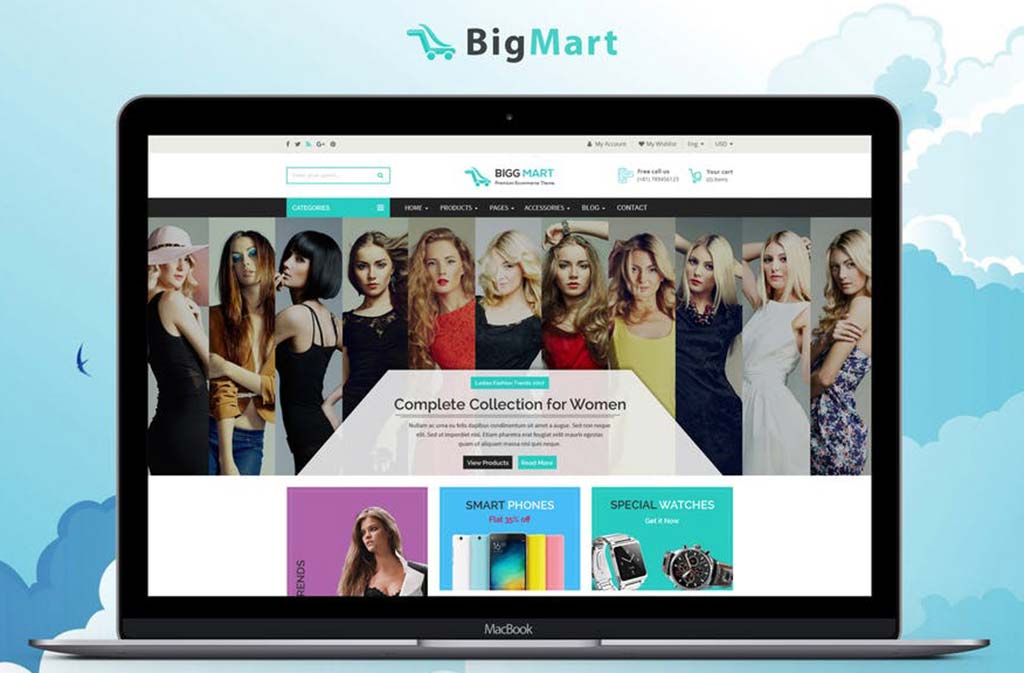 BigMart
My Account My Wishlist Eng USD
Enter your query...
BIGG MART
Premium Ecommerce Theme
Free call us
(+81) 789456123
Your cart
(0) Items
CATEGORIES
HOME PRODUCTS PAGES ACCESSORIES BLOG CONTACT
Ladies Fashion Trends 2017
Complete Collection for Women
Nullam ac urna eu felis dapibus condimentum sit amet a augue. Sed non neque
elit. Sed ut imperdiet nisi. Etiam pharetra erat feugiat velit mauris egestas
quam ut aliquam massa nisl quis neque.
View Products Read More
TRENDS
SMART PHONES
Flat 35% off
SPECIAL WATCHES
Get it Now
MacBook